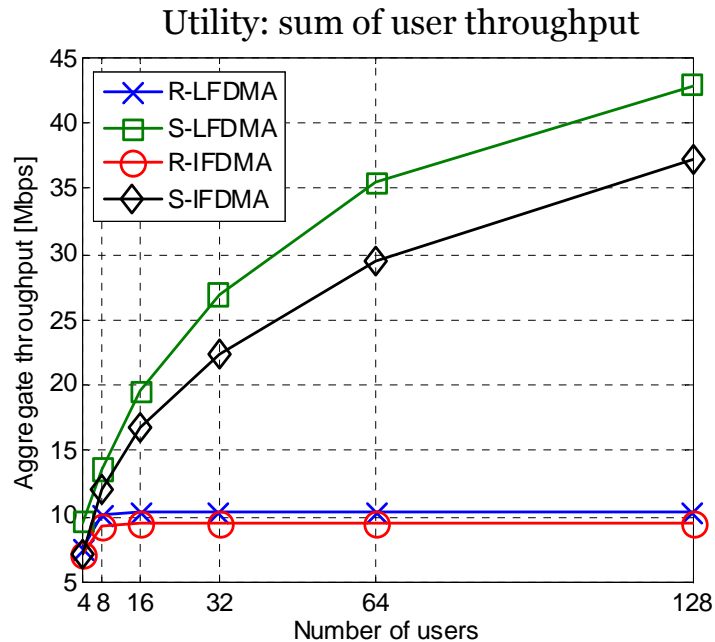 Utility: sum of user throughput
45
40
35
30
25
20
15
10
5
Aggregate throughput [Mbps]
R-LFDMA
S-LFDMA
R-IFDMA
S-IFDMA
4 8 16 32 64 128
Number of users